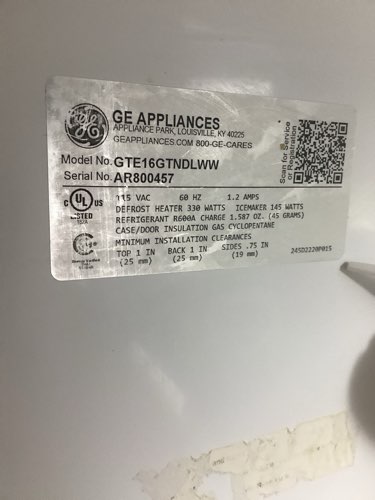 GE APPLIANCES
APPLIANCE PARK, LOUISVILLE, KY 40225
GEAPPLIANCES.COM 800-GE-CARES
Scan for Service
or Registration
Model No. GTE16GTNDLWW
Serial No. AR800457
115 VAC 60 HZ 1.2 AMPS
DEFROST HEATER 330 WATTS ICEMAKER 145 WATTS
REFRIGERANT R600A CHARGE 1.587 OZ. (45 GRAMS)
CASE/DOOR INSULATION GAS CYCLOPENTANE
MINIMUM INSTALLATION CLEARANCES
TOP 1 IN BACK 1 IN SIDES .75 IN
(25 mm) (25 mm) (19 mm)
245D2220P015
c UL US
LISTED